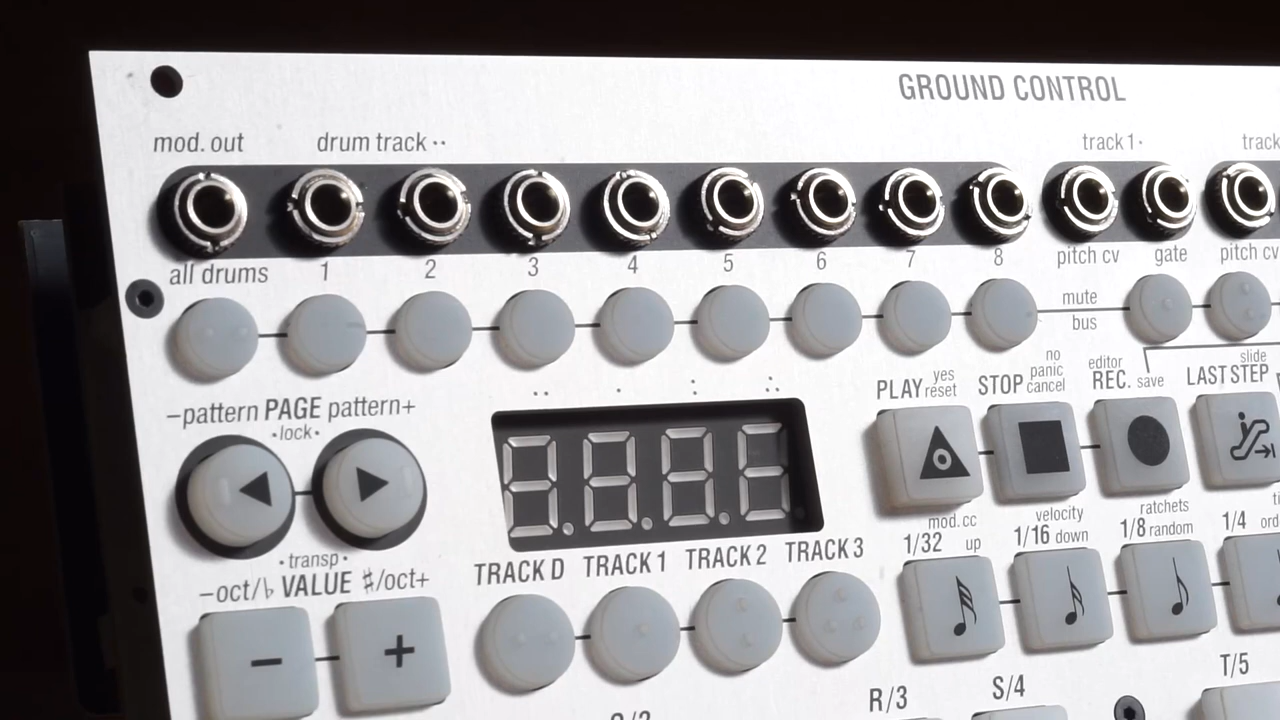 GROUND CONTROL
mod. out drum track ·· track 1· track
all drums 1 2 3 4 5 6 7 8 pitch cv gate pitch cv
mute
bus
–pattern PAGE pattern+
·lock·
PLAY yes reset STOP no panic cancel editor REC. save LAST STEP slide
·transp·
–oct/♭ VALUE ♯/oct+
TRACK D TRACK 1 TRACK 2 TRACK 3
mod.cc velocity ratchets
1/32 up 1/16 down 1/8 random 1/4
– +
R/3 S/4 T/5